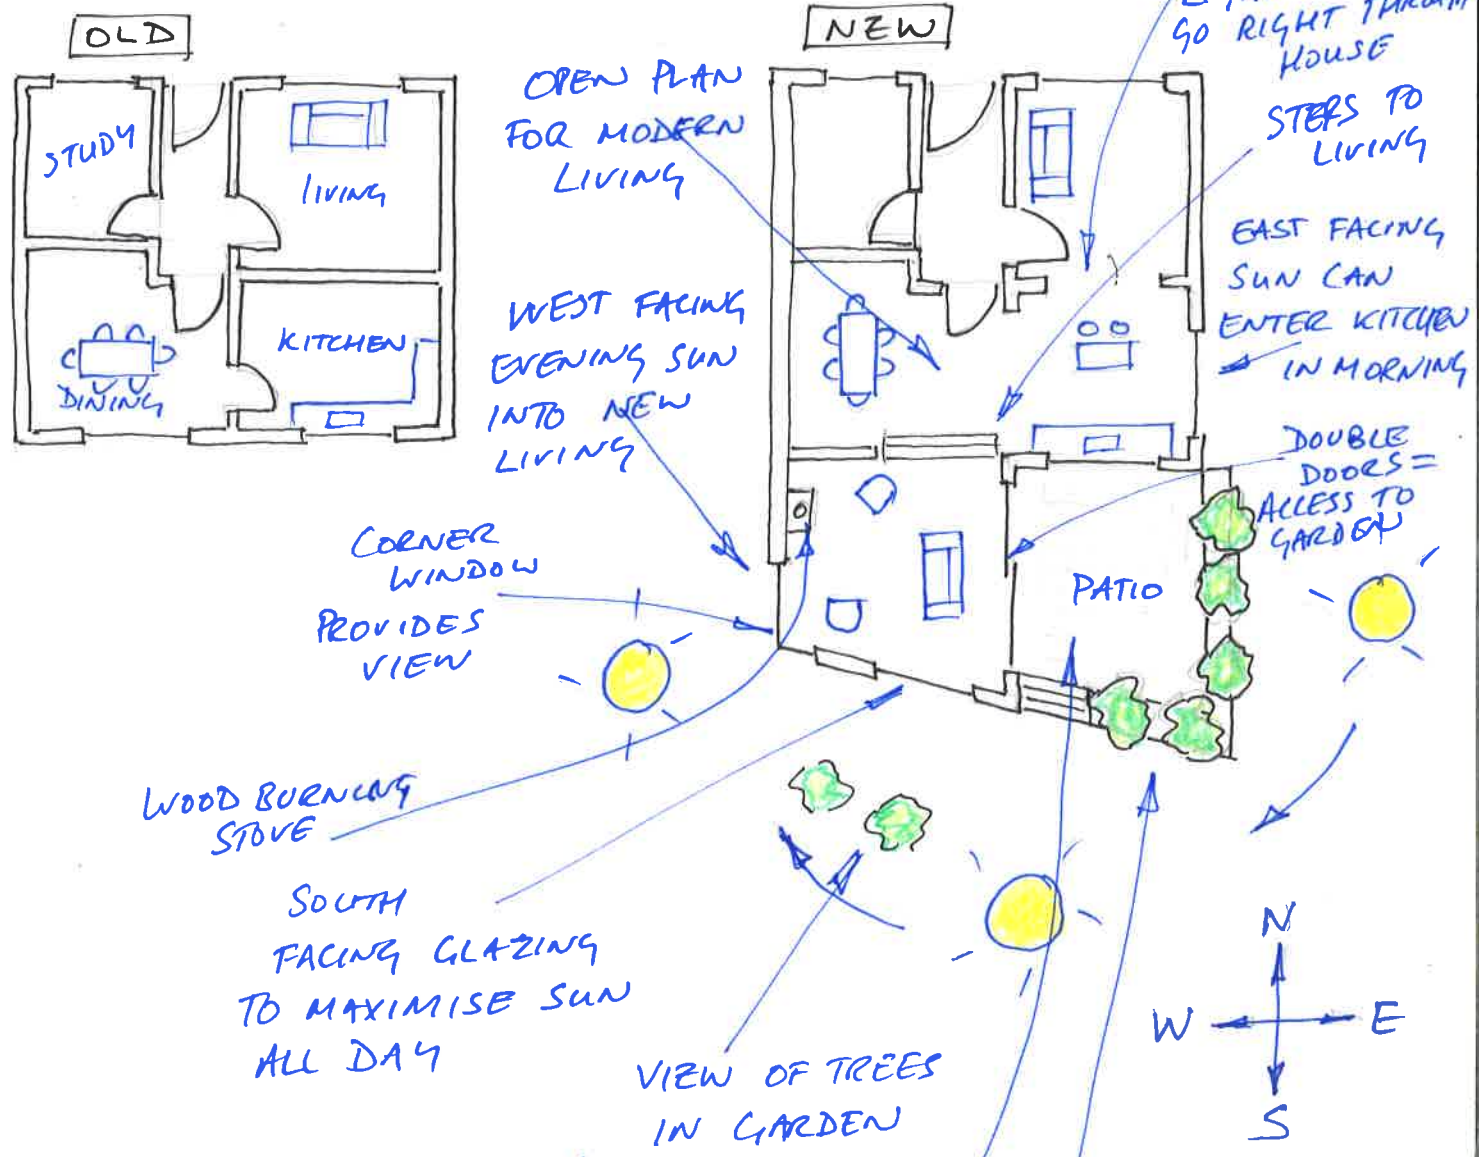 OLD
STUDY
LIVING
DINING
KITCHEN
NEW
GO RIGHT THROUGH
HOUSE
OPEN PLAN
FOR MODERN
LIVING
STEPS TO
LIVING
EAST FACING
SUN CAN
ENTER KITCHEN
IN MORNING
WEST FACING
EVENING SUN
INTO NEW
LIVING
DOUBLE
DOORS =
ACCESS TO
GARDEN
CORNER
WINDOW
PROVIDES
VIEW
PATIO
WOOD BURNING
STOVE
SOUTH
FACING GLAZING
TO MAXIMISE SUN
ALL DAY
VIEW OF TREES
IN GARDEN
N
W E
S